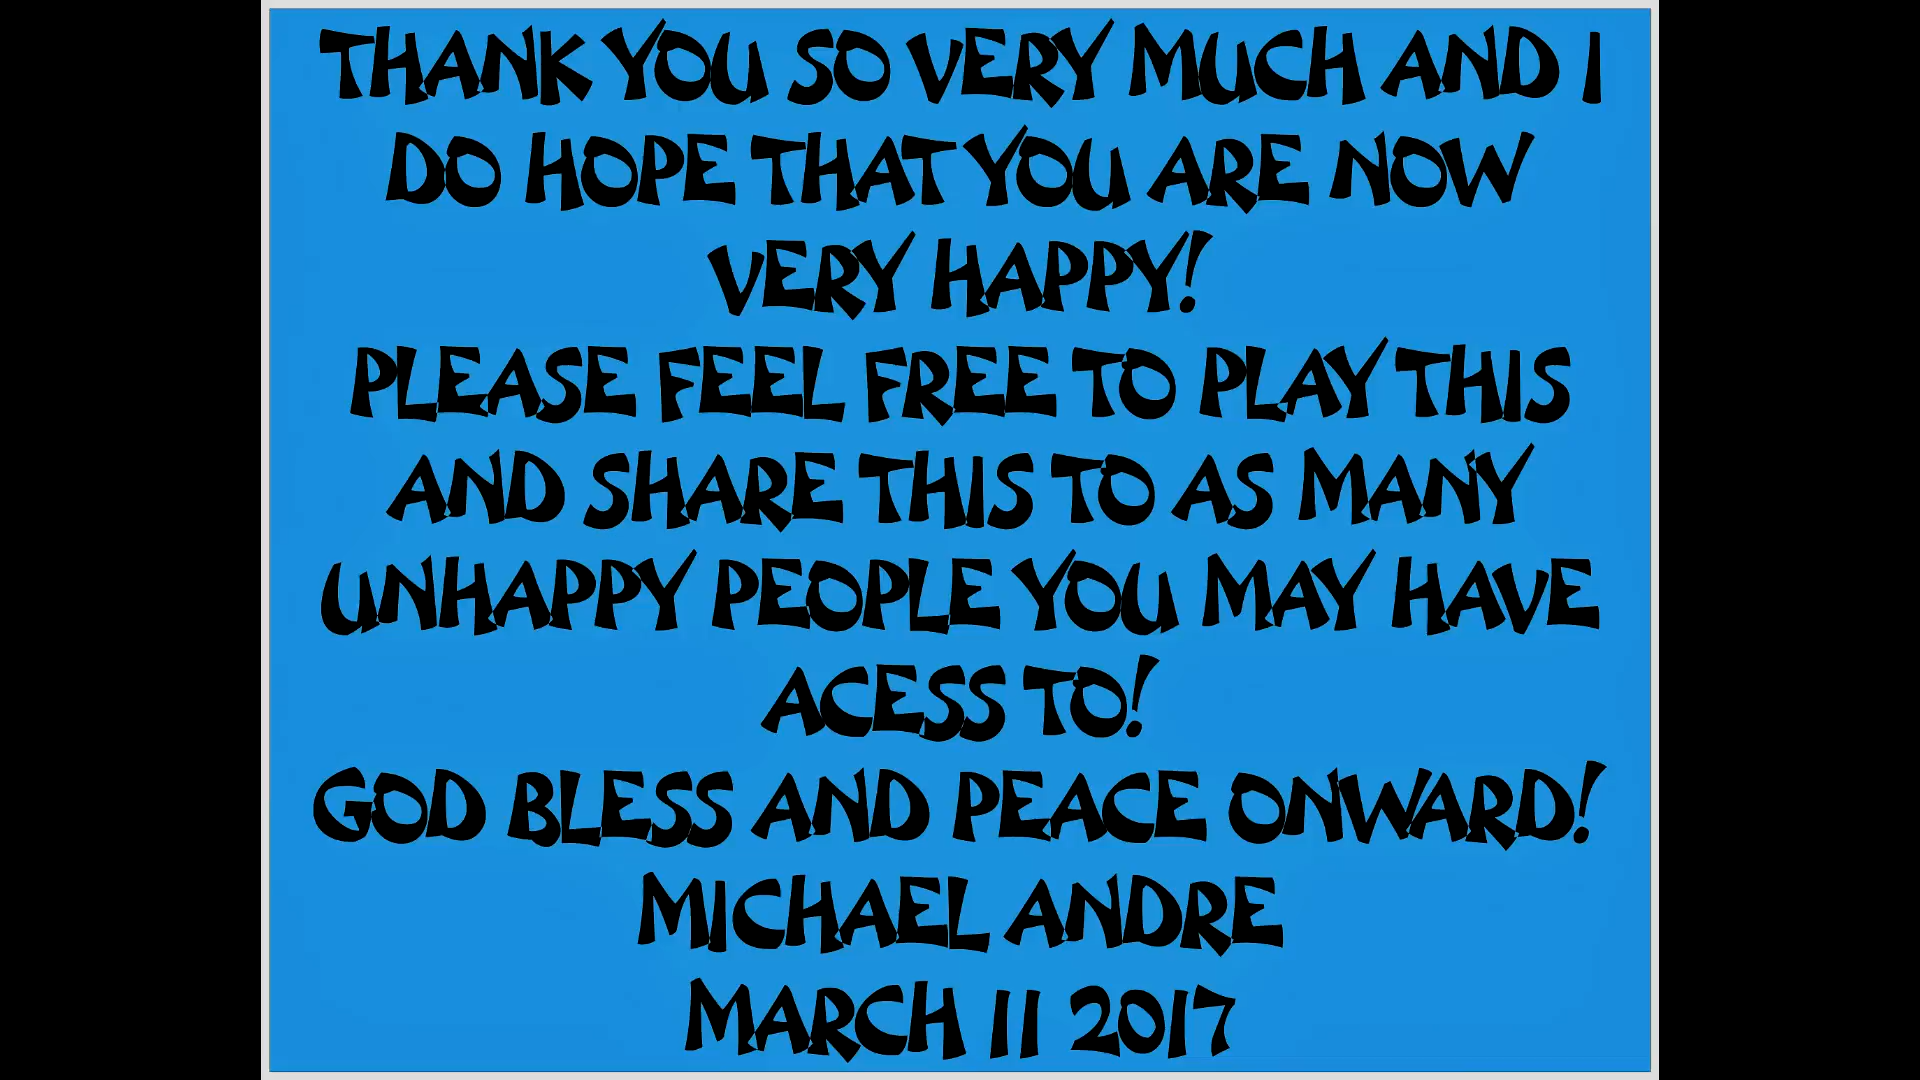 THANK YOU SO VERY MUCH AND I
DO HOPE THAT YOU ARE NOW
VERY HAPPY!
PLEASE FEEL FREE TO PLAY THIS
AND SHARE THIS TO AS MANY
UNHAPPY PEOPLE YOU MAY HAVE
ACESS TO!
GOD BLESS AND PEACE ONWARD!
MICHAEL ANDRE
MARCH 11 2017